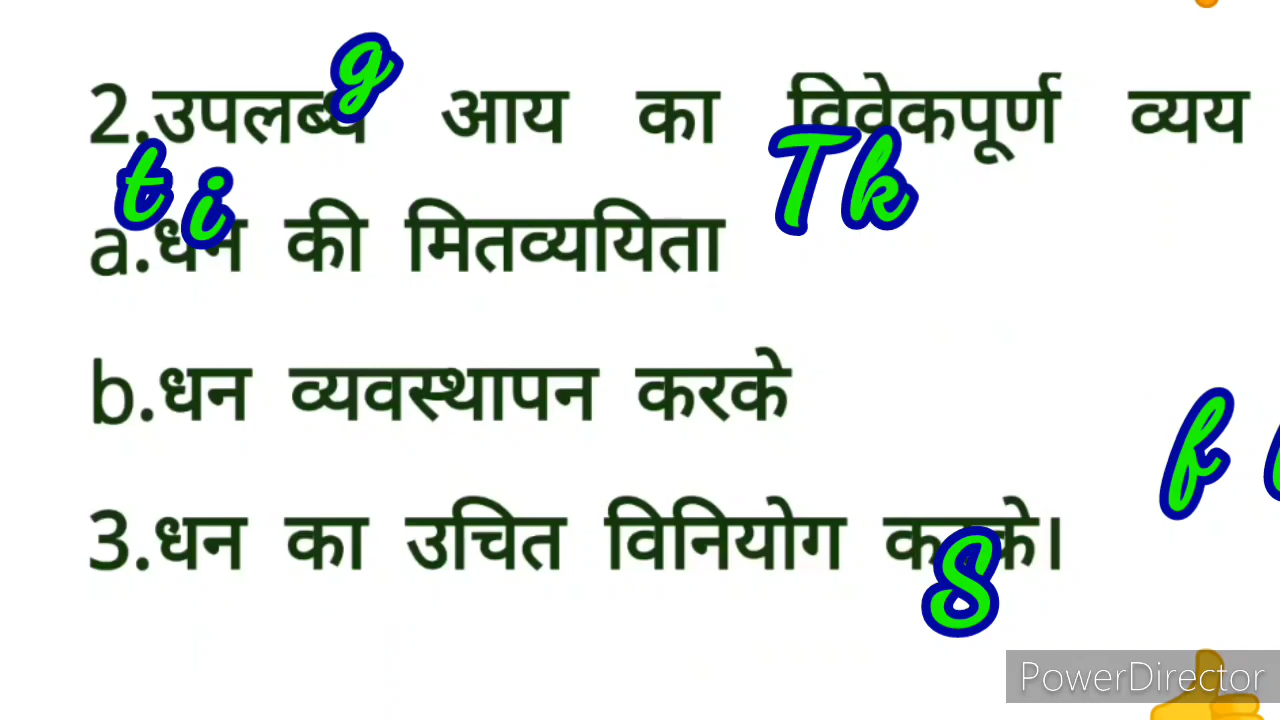 2.उपलब्ध आय का विवेकपूर्ण व्यय
a.धन की मितव्ययिता
b.धन व्यवस्थापन करके
3.धन का उचित विनियोग करके।
g
t i
T k
f
S
PowerDirector